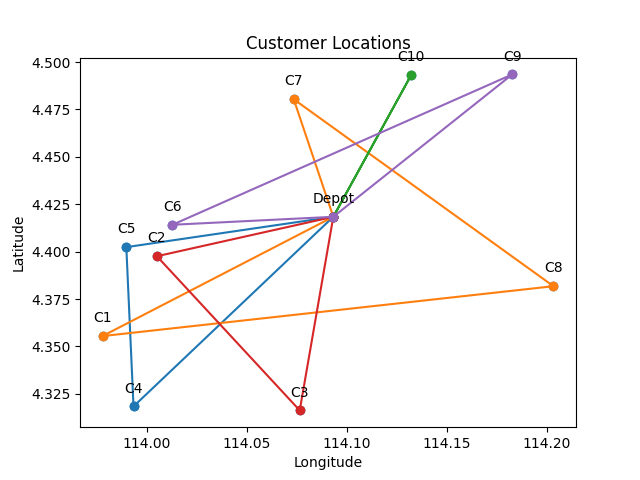 Customer Locations
C10
C9
4.500
C7
4.475
4.450
Latitude
4.425
Depot
C6
C5
C2
4.400
C8
4.375
C1
4.350
C4
C3
4.325
114.00
114.05
114.10
114.15
114.20
Longitude